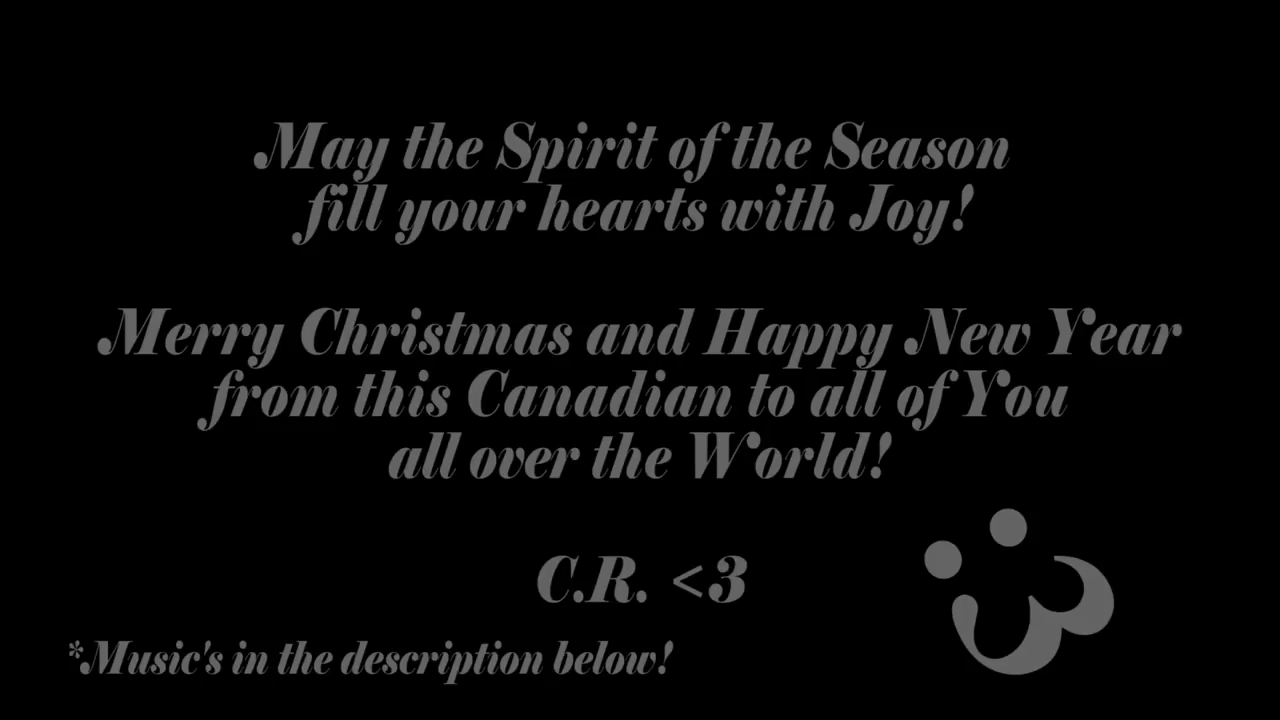 May the Spirit of the Season
fill your hearts with Joy!
Merry Christmas and Happy New Year
from this Canadian to all of You
all over the World!
C.R. <3
:3
*Music's in the description below!